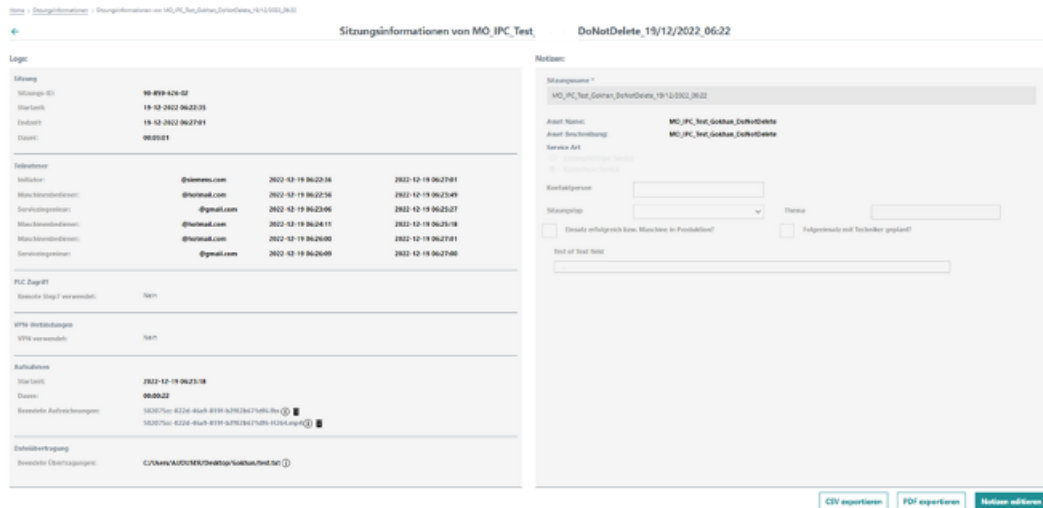 Home > Sitzungsinformationen > Sitzungsinformationen von MO_IPC_Test_Gokhan_DoNotDelete_19/12/2022_06:22
Sitzungsinformationen von MO_IPC_Test_ DoNotDelete_19/12/2022_06:22
Logs:
Sitzung
Sitzungs-ID: 90-899-626-02
Startzeit: 19-12-2022 06:22:35
Endzeit: 19-12-2022 06:27:01
Dauer:
Teilnehmer
Initiator: @siemens.com 2022-12-19 06:22:36 2022-12-19 06:27:01
Maschinenbediener: @hotmail.com 2022-12-19 06:22:56 2022-12-19 06:23:49
Serviceingenieur: @gmail.com 2022-12-19 06:23:06 2022-12-19 06:25:27
Maschinenbediener: @hotmail.com 2022-12-19 06:24:11 2022-12-19 06:25:18
Maschinenbediener: @hotmail.com 2022-12-19 06:26:00 2022-12-19 06:27:01
Serviceingenieur: @gmail.com 2022-12-19 06:26:09 2022-12-19 06:27:00
PLC Zugriff
Remote Step7 verwendet: Nein
VPN-Verbindungen
VPN verwendet: Nein
Aufnahmen
Startzeit: 2022-12-19 06:23:18
Dauer: 00:00:22
Beendete Aufzeichnungen:
Dateiübertragung
Beendete Übertragungen: C:/Users/AUDUSER/Desktop/Gokhan/test.txt
Notizen:
Sitzungsname *
MO_IPC_Test_Gokhan_DoNotDelete_19/12/2022_06:22
Asset Name: MO_IPC_Test_Gokhan_DoNotDelete
Asset Beschreibung: MO_IPC_Test_Gokhan_DoNotDelete
Service Art
Kontaktperson
Sitzungstyp
Thema
Einsatz erfolgreich bzw. Maschine in Produktion?
Folgeeinsatz mit Techniker geplant?
Test of Text field
CSV exportieren
PDF exportieren
Notizen editieren